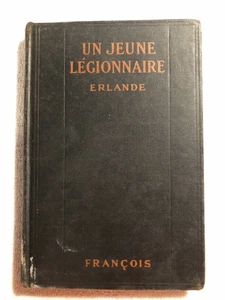 UN JEUNE
LÉGIONNAIRE
ERLANDE
FRANÇOIS